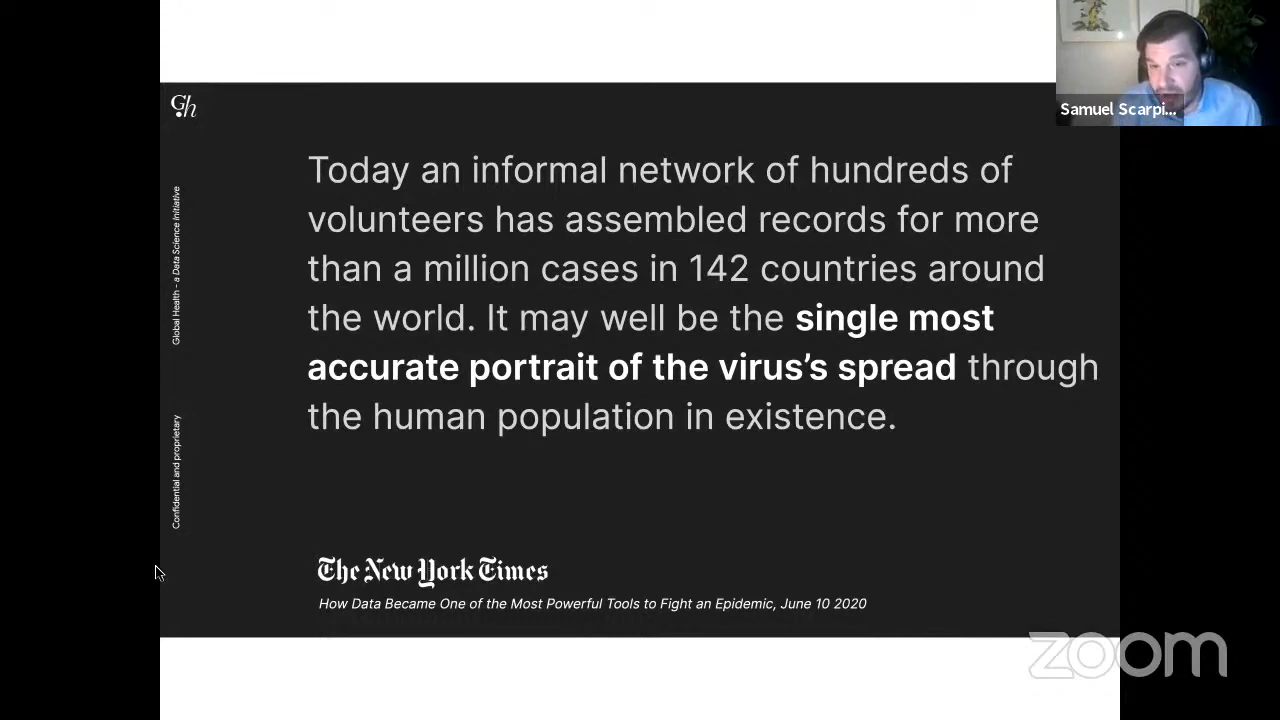 Gh
Samuel Scarpi...
Today an informal network of hundreds of
volunteers has assembled records for more
than a million cases in 142 countries around
the world. It may well be the single most
accurate portrait of the virus’s spread through
the human population in existence.
Global Health - a Data Science Initiative
Confidential and proprietary
The New York Times
How Data Became One of the Most Powerful Tools to Fight an Epidemic, June 10 2020
zoom